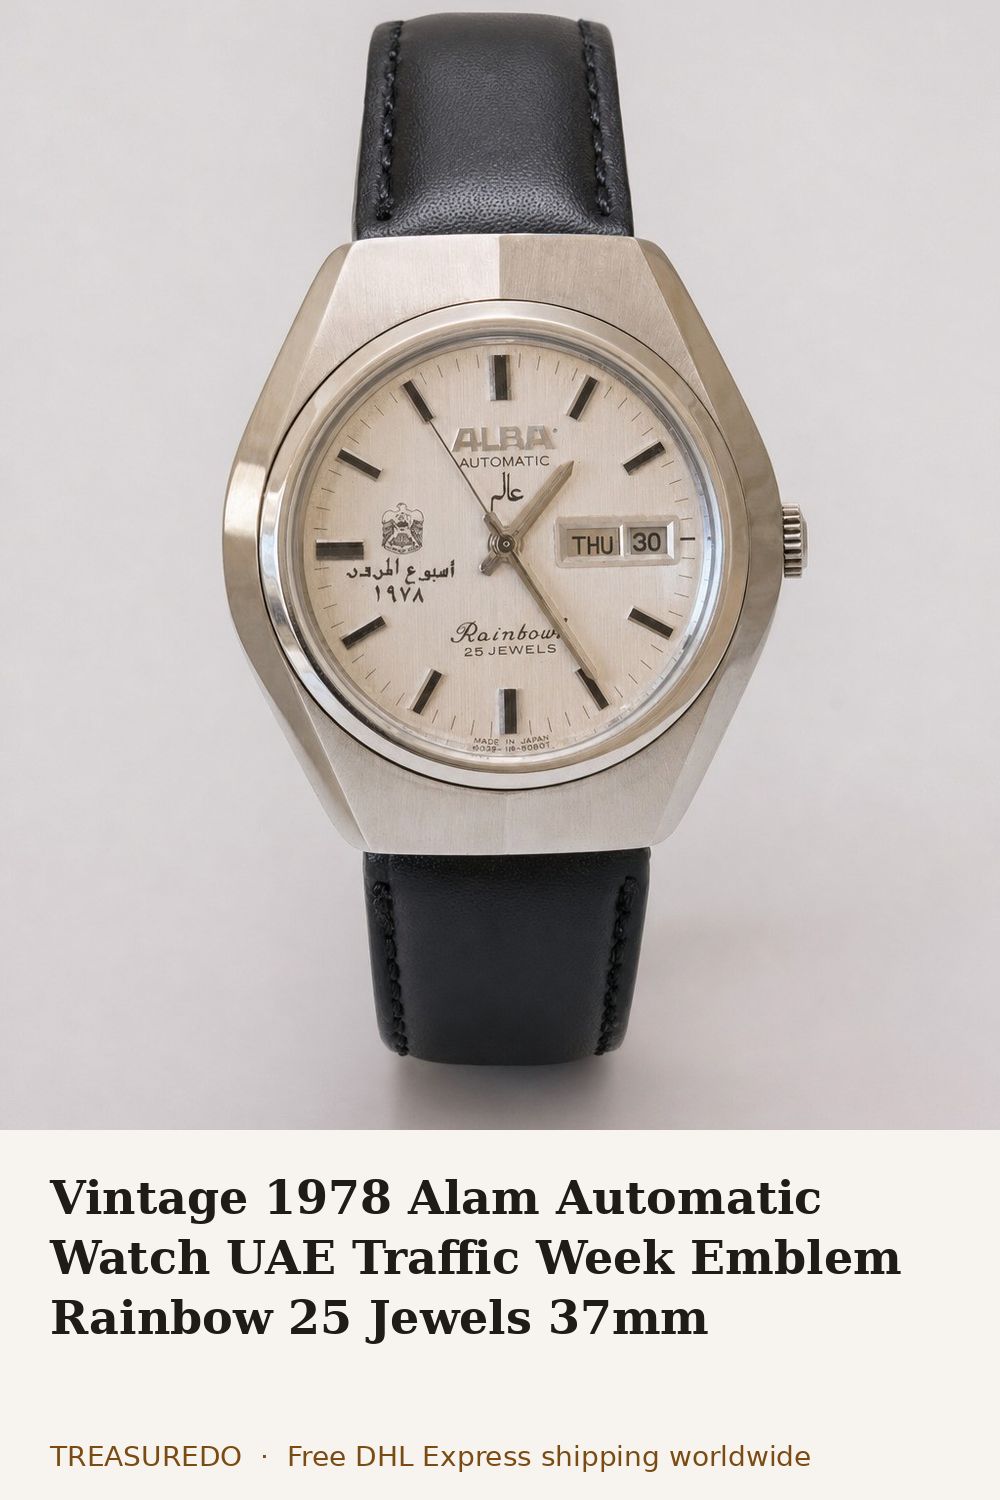 ALBA
AUTOMATIC
عالم
THU 30
أسبوع المرور
١٩٧٨
Rainbow
25 JEWELS
MADE IN JAPAN
Vintage 1978 Alam Automatic
Watch UAE Traffic Week Emblem
Rainbow 25 Jewels 37mm
TREASUREDO · Free DHL Express shipping worldwide